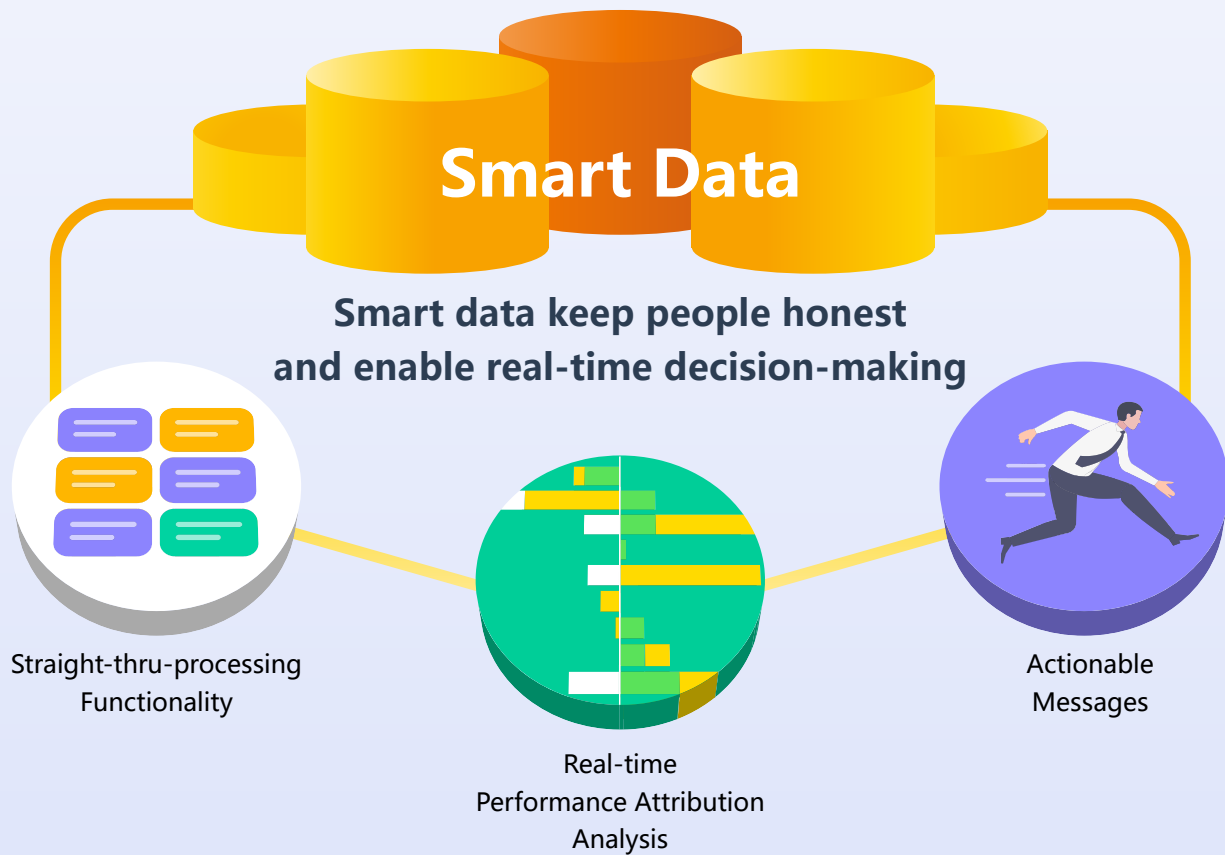 Smart Data
Smart data keep people honest
and enable real-time decision-making
Straight-thru-processing
Functionality
Real-time
Performance Attribution
Analysis
Actionable
Messages